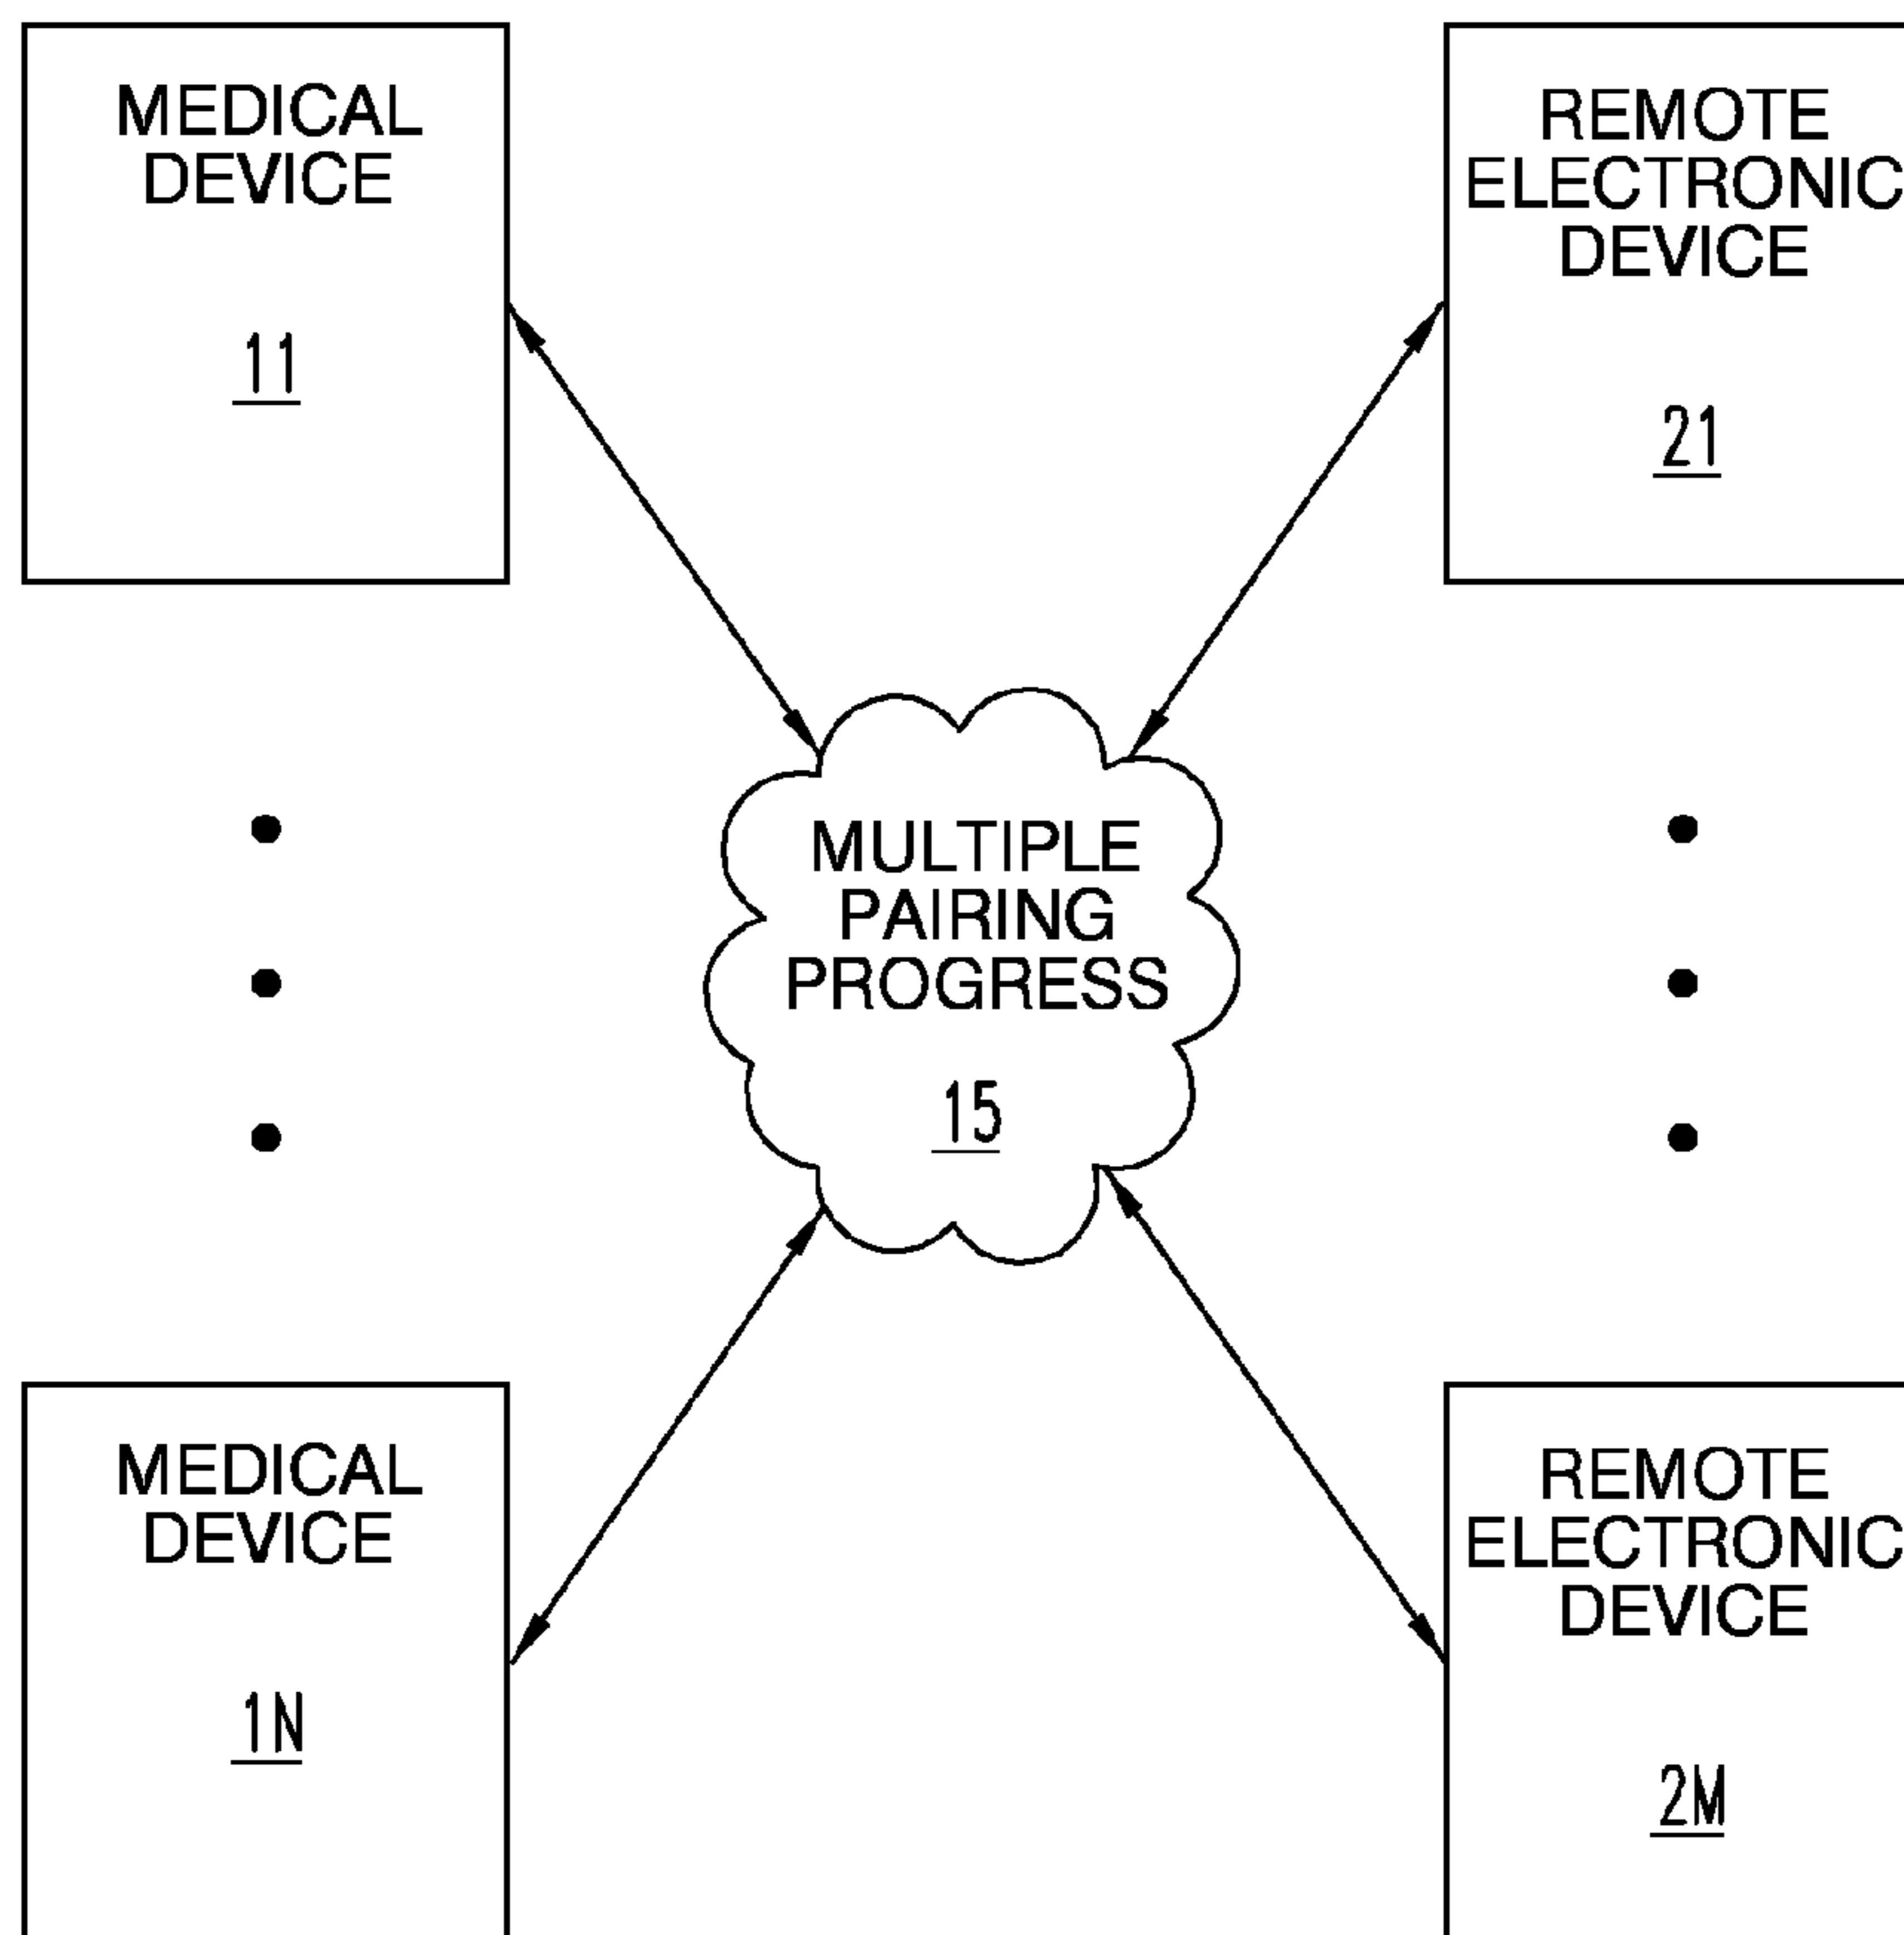 MEDICAL
DEVICE
11
REMOTE
ELECTRONIC
DEVICE
21
MULTIPLE
PAIRING
PROGRESS
15
MEDICAL
DEVICE
1N
REMOTE
ELECTRONIC
DEVICE
2M